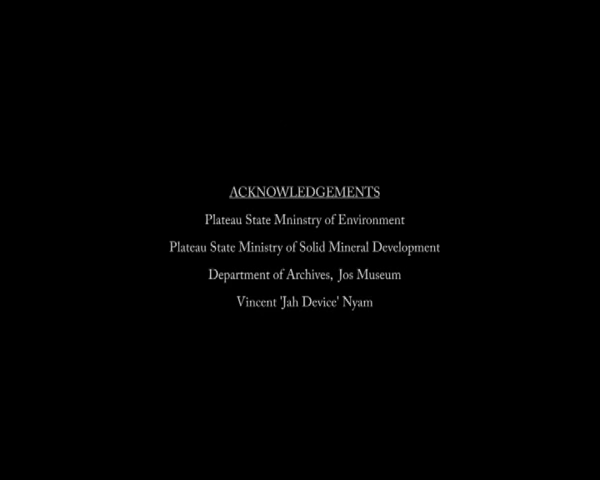 ACKNOWLEDGEMENTS
Plateau State Mninstry of Environment
Plateau State Ministry of Solid Mineral Development
Department of Archives, Jos Museum
Vincent 'Jah Device' Nyam